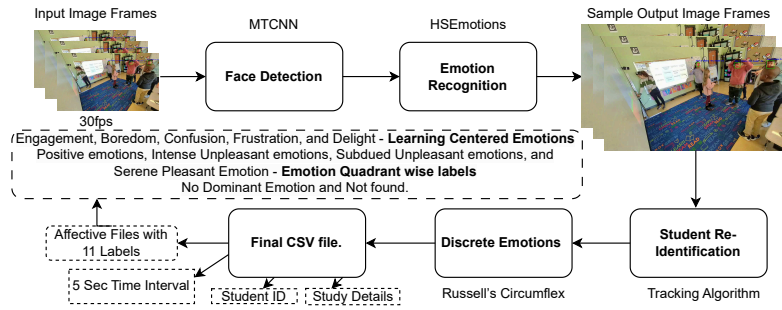 Input Image Frames
MTCNN
HSEmotions
Sample Output Image Frames
Face Detection
Emotion
Recognition
30fps
Engagement, Boredom, Confusion, Frustration, and Delight - Learning Centered Emotions
Positive emotions, Intense Unpleasant emotions, Subdued Unpleasant emotions, and
Serene Pleasant Emotion - Emotion Quadrant wise labels
No Dominant Emotion and Not found.
Affective Files with
11 Labels
Final CSV file.
Discrete Emotions
Student Re-
Identification
5 Sec Time Interval
Student ID
Study Details
Russell's Circumflex
Tracking Algorithm